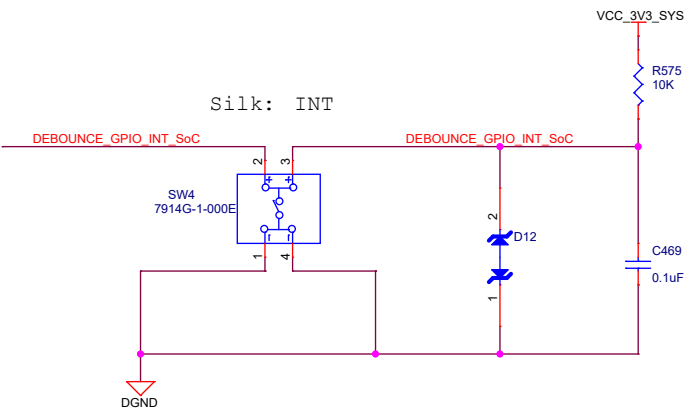 VCC_3V3_SYS
R575
10K
Silk: INT
DEBOUNCE_GPIO_INT_SoC
DEBOUNCE_GPIO_INT_SoC
2
3
SW4
7914G-1-000E
1
4
2
D12
1
C469
0.1uF
DGND